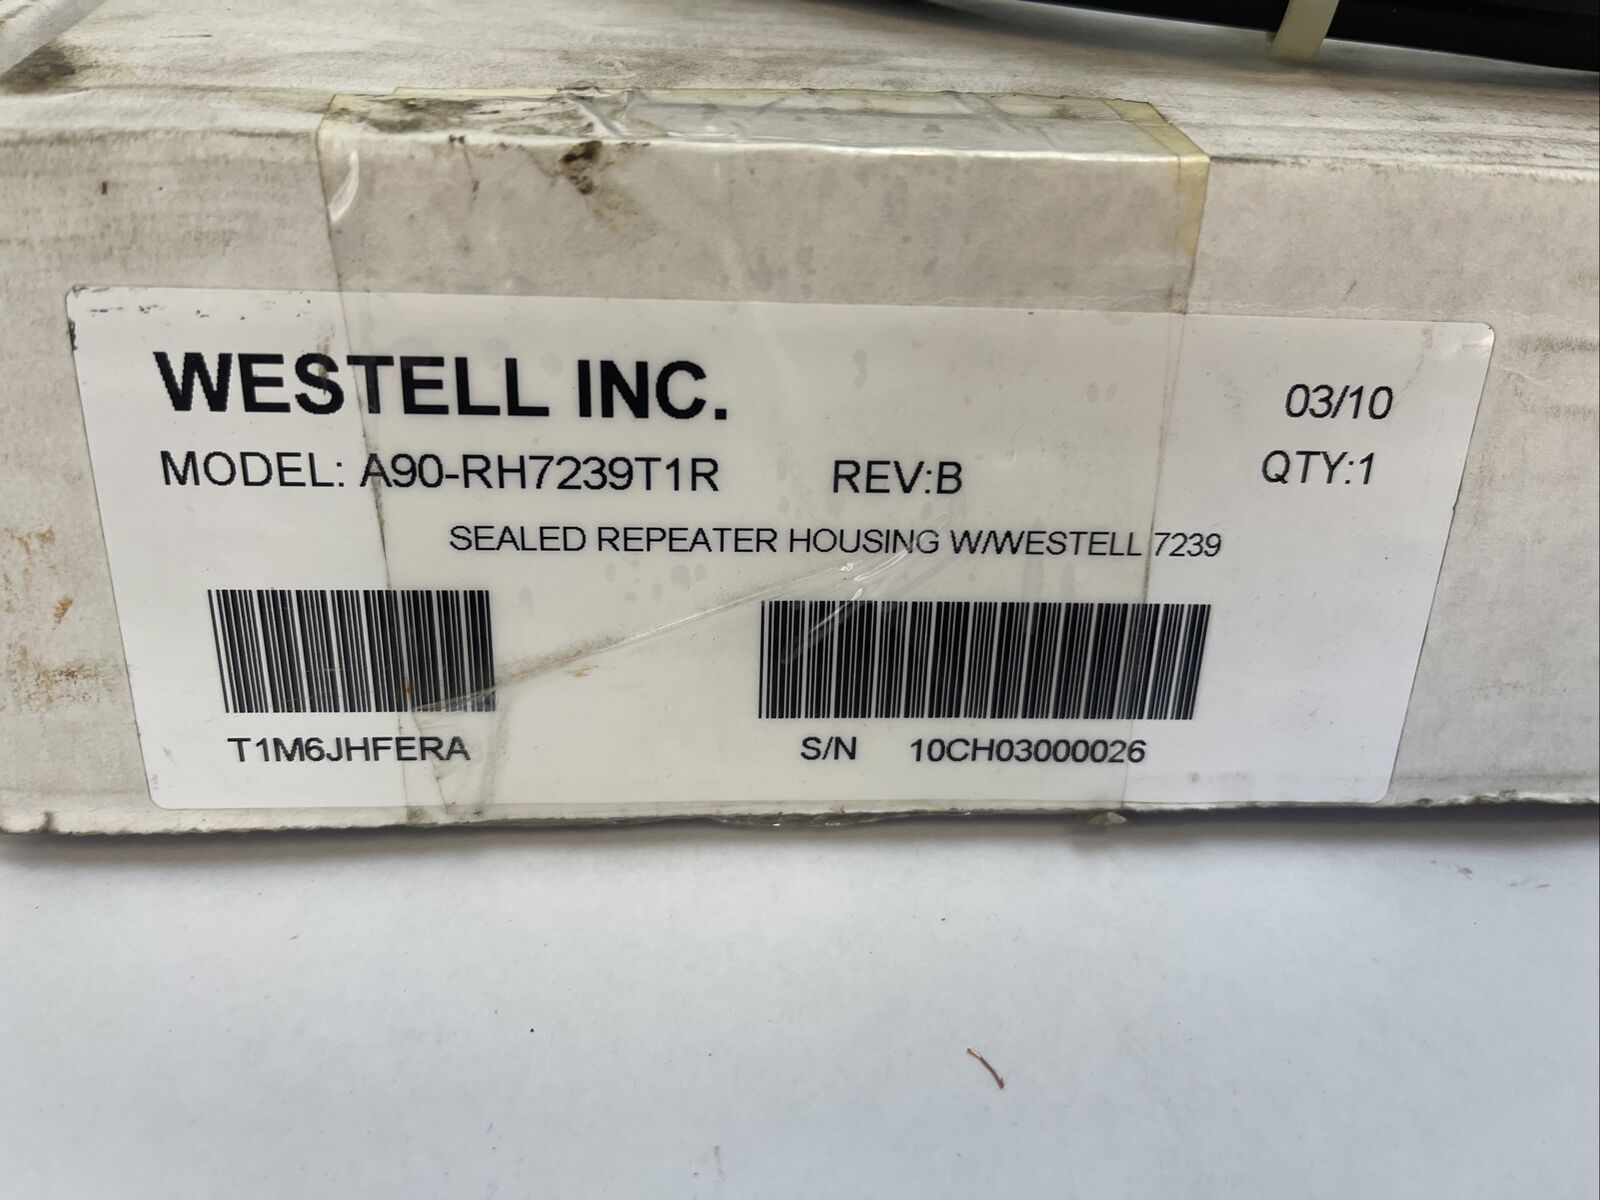 WESTELL INC.
03/10
MODEL: A90-RH7239T1R REV:B QTY:1
SEALED REPEATER HOUSING W/WESTELL 7239
T1M6JHFERA S/N 10CH03000026